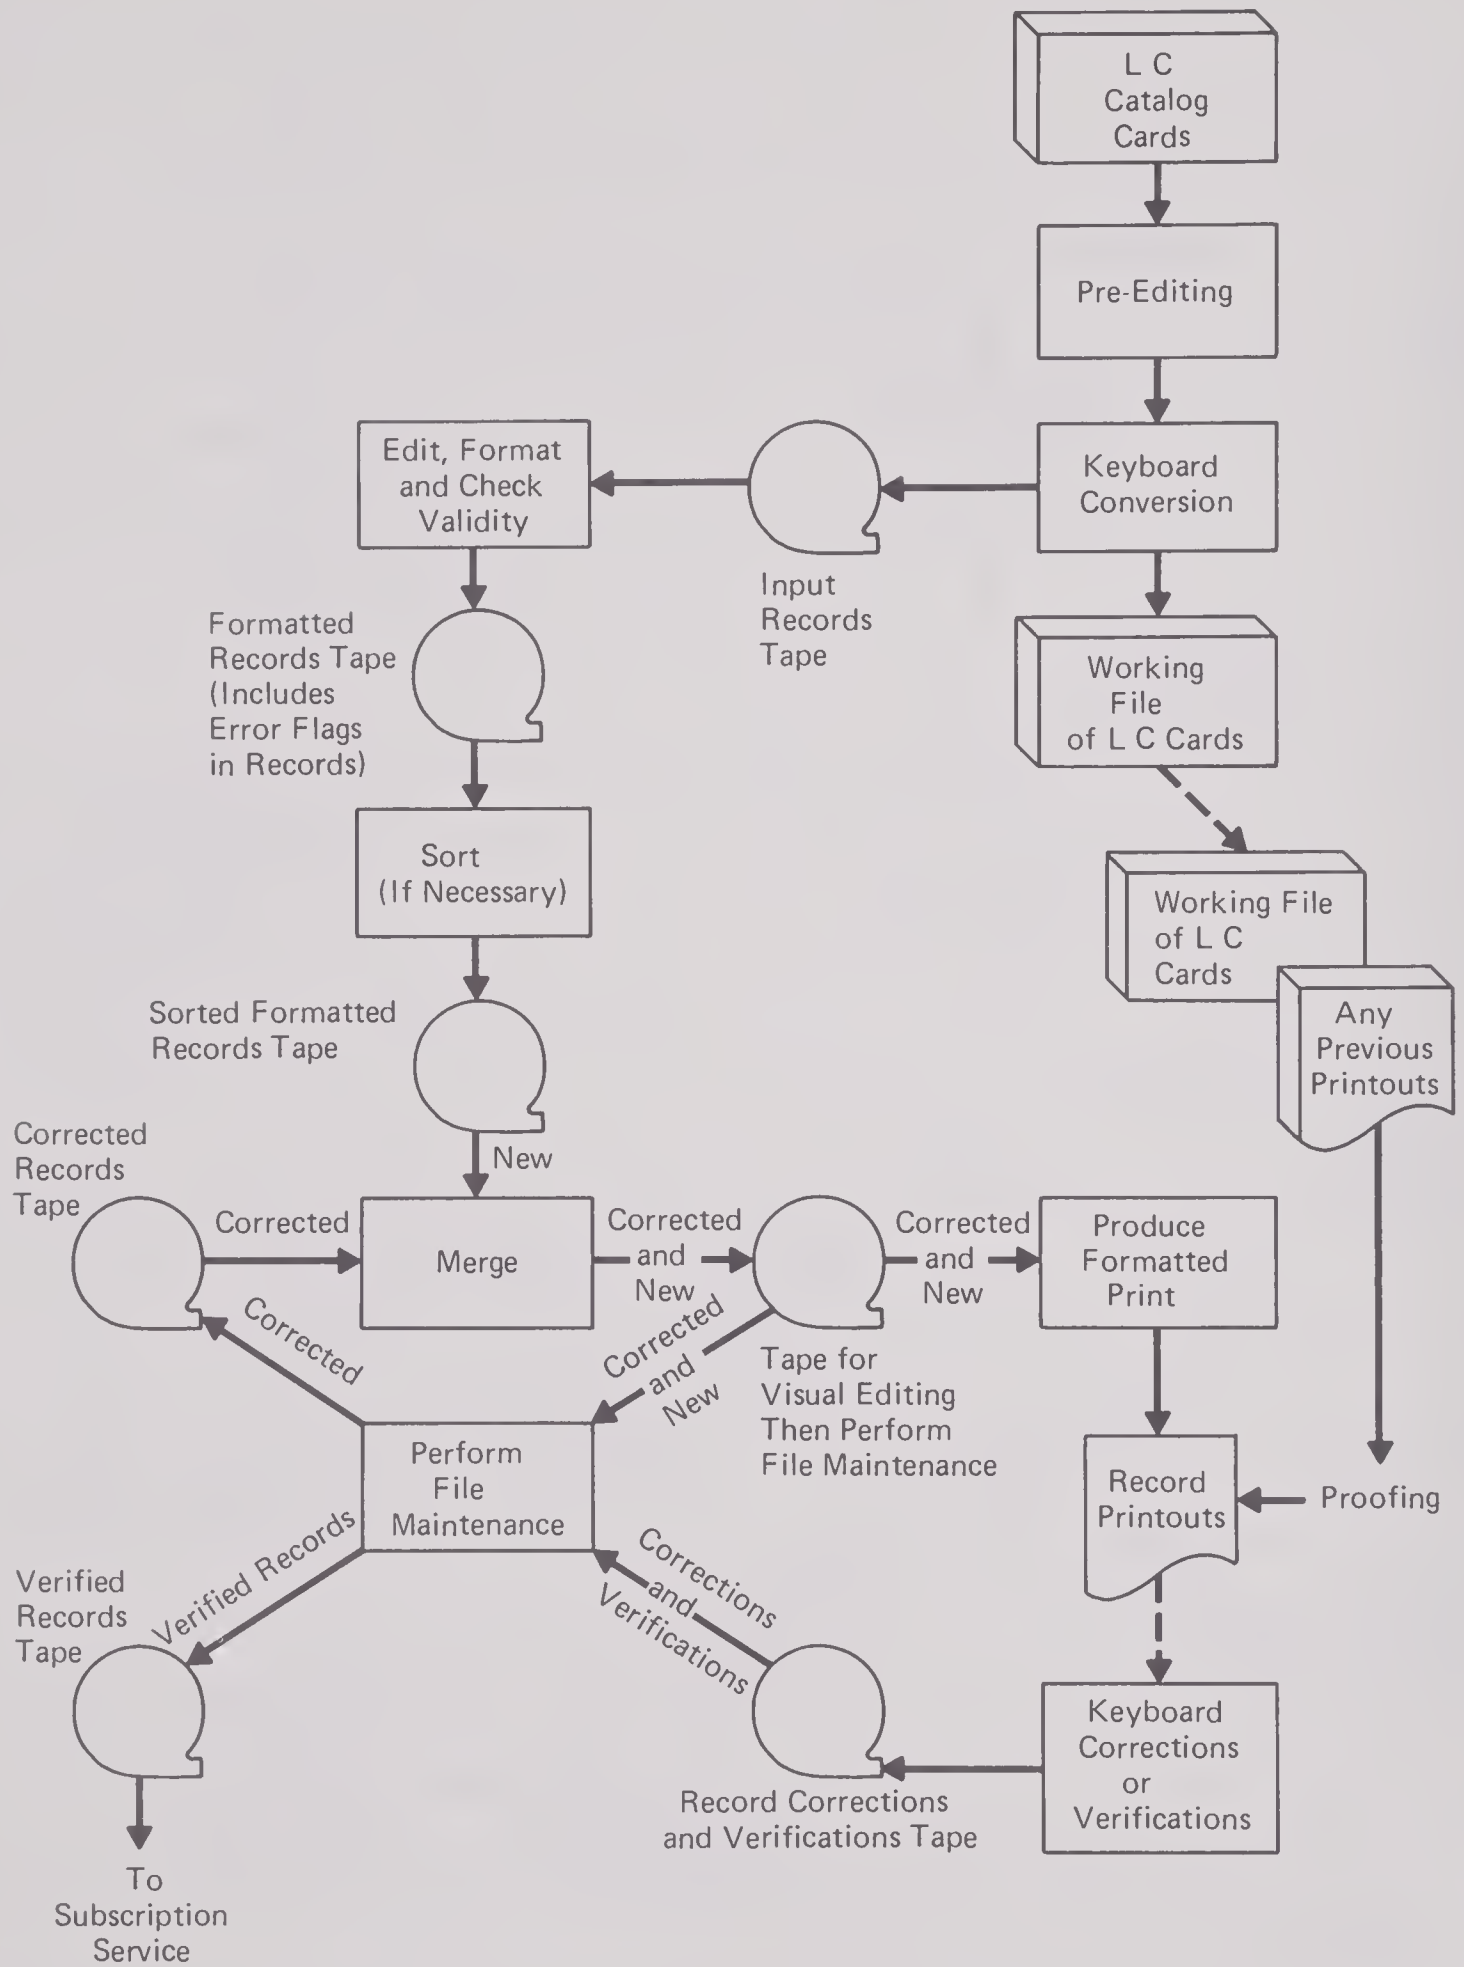 L C
Catalog
Cards
Pre-Editing
Keyboard
Conversion
Input
Records
Tape
Edit, Format
and Check
Validity
Formatted
Records Tape
(Includes
Error Flags
in Records)
Working
File
of L C Cards
Sort
(If Necessary)
Working File
of L C
Cards
Any
Previous
Printouts
Sorted Formatted
Records Tape
New
Corrected
Records
Tape
Corrected
Merge
Corrected
and
New
Corrected
and
New
Produce
Formatted
Print
Corrected
Corrected
and
New
Tape for
Visual Editing
Then Perform
File Maintenance
Perform
File
Maintenance
Record
Printouts
Proofing
Verified Records
Corrections
and
Verifications
Verified
Records
Tape
Keyboard
Corrections
or
Verifications
Record Corrections
and Verifications Tape
To
Subscription
Service